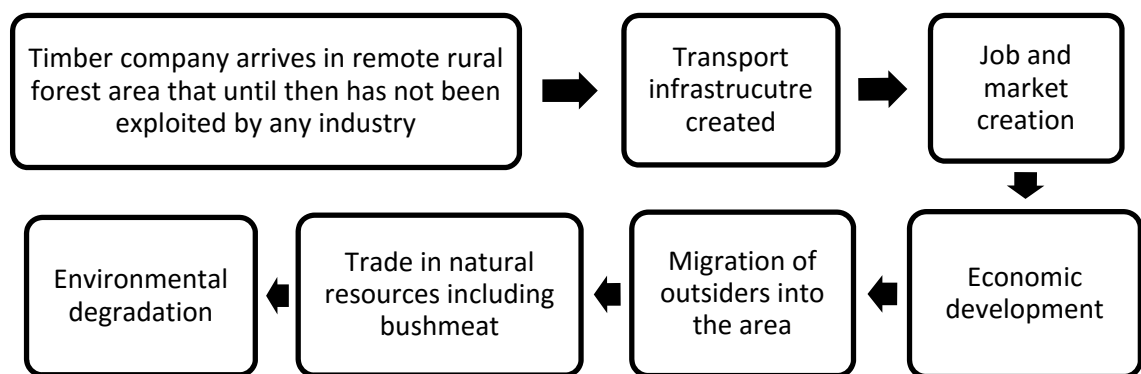 Timber company arrives in remote rural
forest area that until then has not been
exploited by any industry
Transport
infrastrucutre
created
Job and
market
creation
Economic
development
Migration of
outsiders into
the area
Trade in natural
resources including
bushmeat
Environmental
degradation